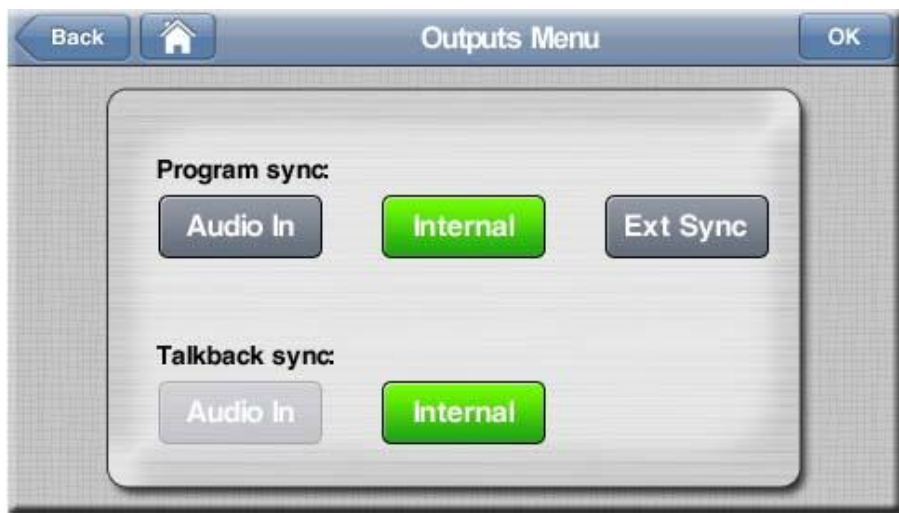 Back Outputs Menu OK
Program sync:
Audio In Internal Ext Sync
Talkback sync:
Audio In Internal